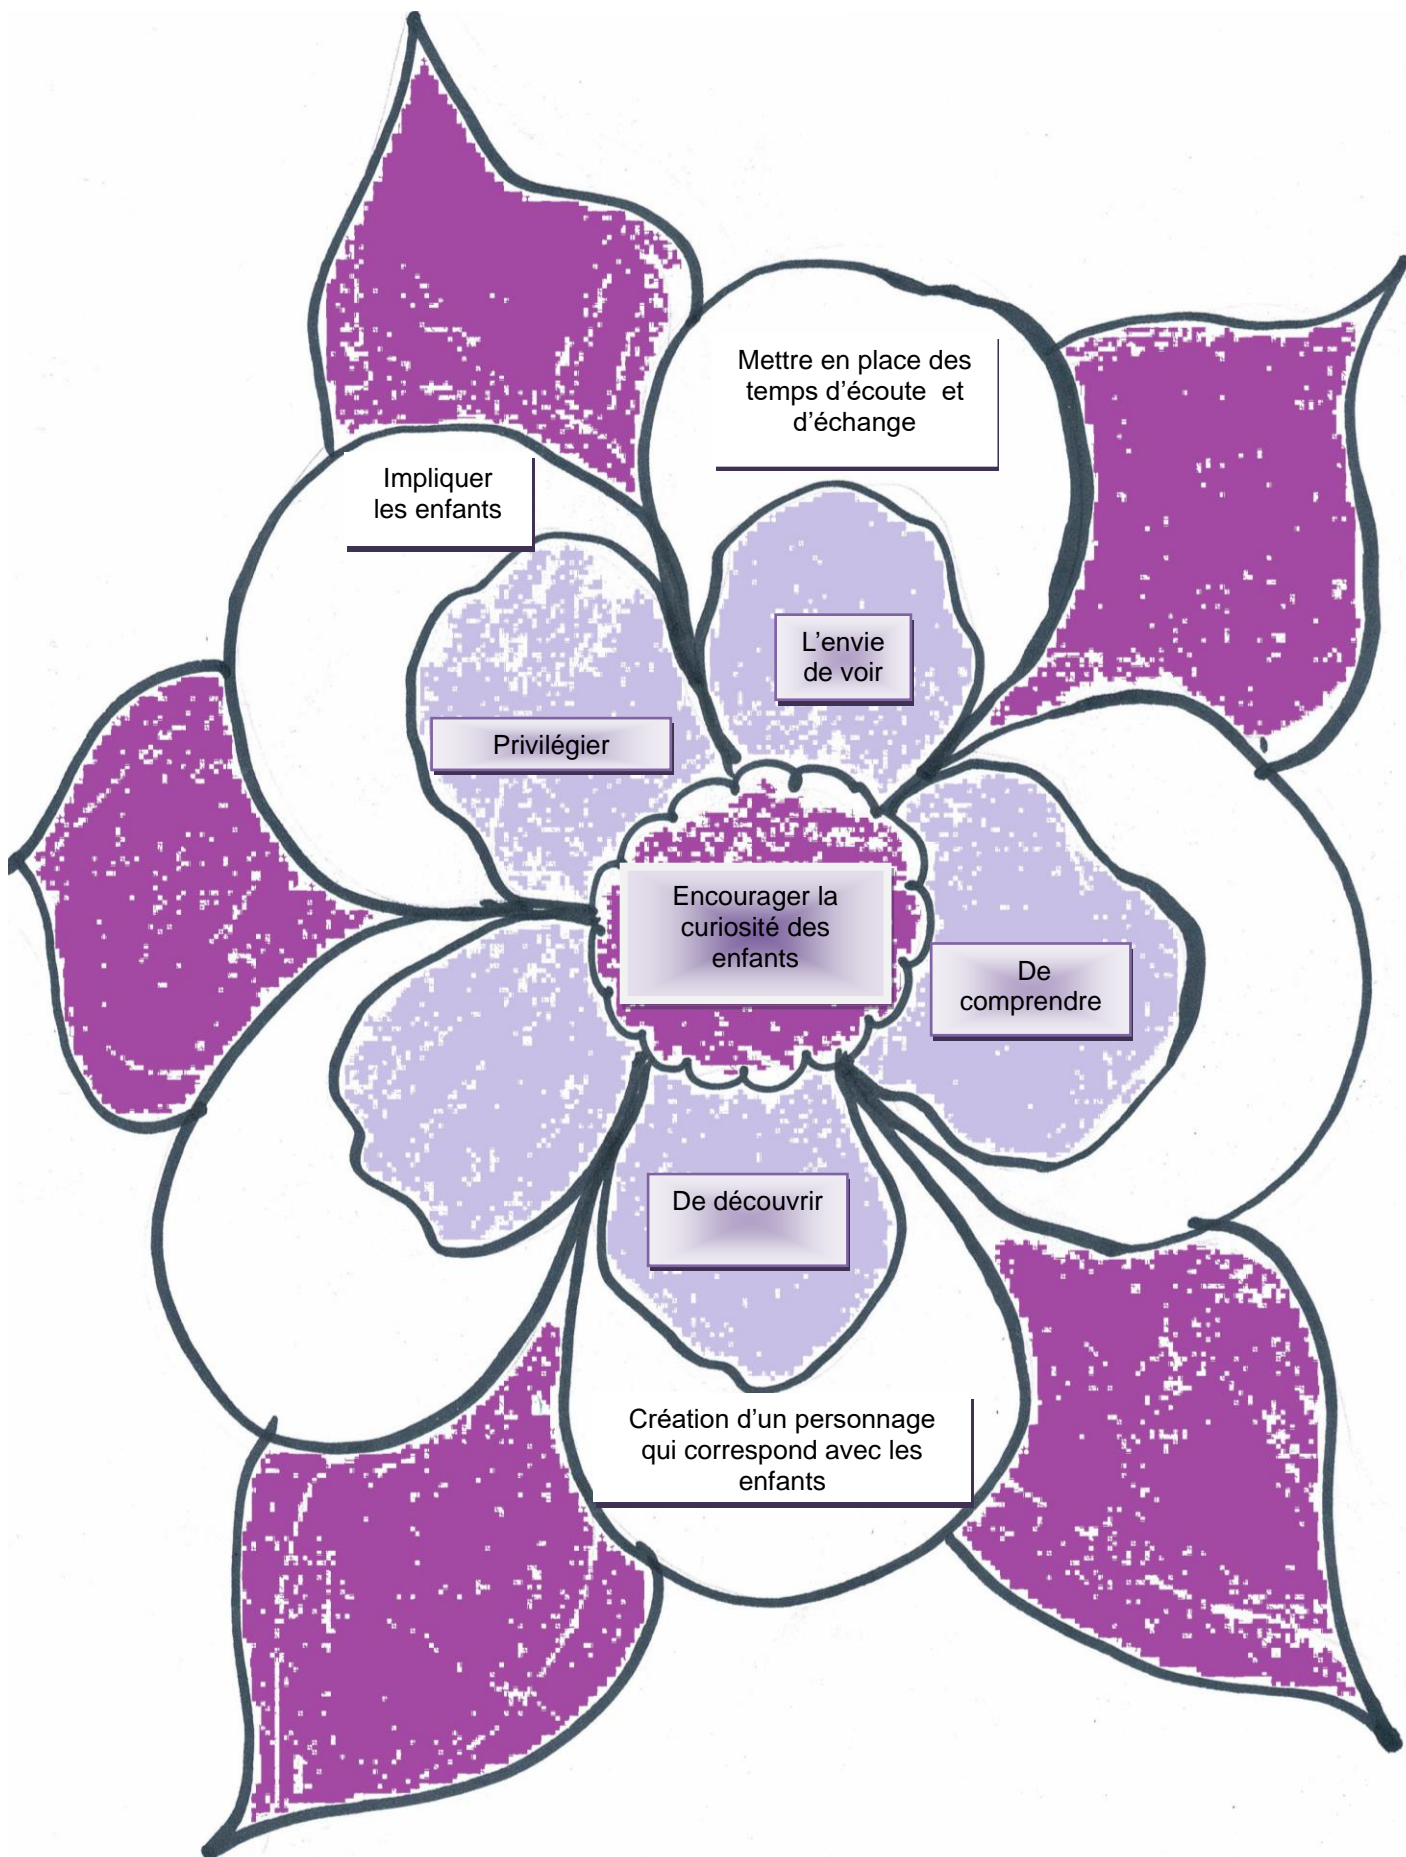 Mettre en place des
temps d'écoute et
d'échange
Impliquer
les enfants
L'envie
de voir
Privilégier
Encourager la
curiosité des
enfants
De
comprendre
De découvrir
Création d'un personnage
qui correspond avec les
enfants